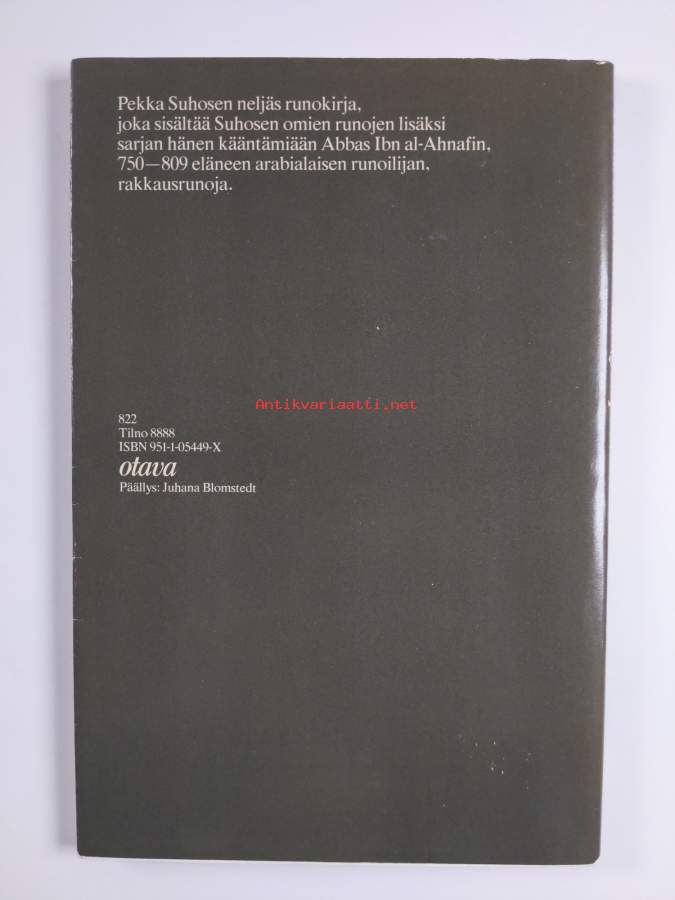 Pekka Suhosen neljäs runokirja,
joka sisältää Suhosen omien runojen lisäksi
sarjan hänen kääntämiään Abbas Ibn al-Ahnafin,
750—809 eläneen arabialaisen runoilijan,
rakkausrunoja.
Antikvariaatti.net
822
Tilno 8888
ISBN 951-1-05449-X
otava
Päällys: Juhana Blomstedt